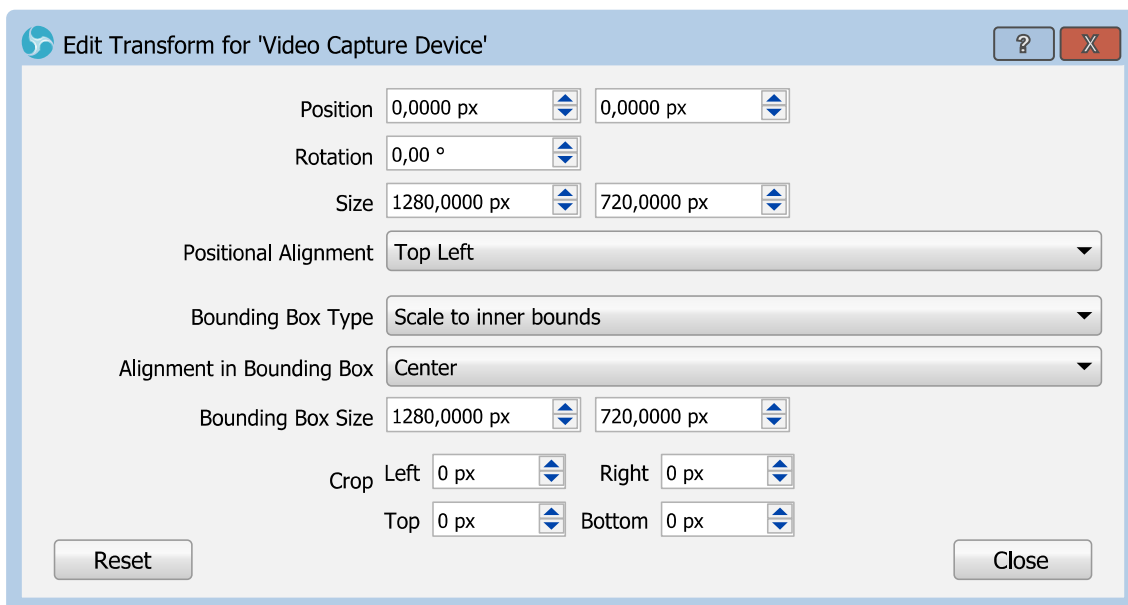 Edit Transform for 'Video Capture Device' ? X
Position 0,0000 px 0,0000 px
Rotation 0,00 °
Size 1280,0000 px 720,0000 px
Positional Alignment Top Left
Bounding Box Type Scale to inner bounds
Alignment in Bounding Box Center
Bounding Box Size 1280,0000 px 720,0000 px
Crop Left 0 px Right 0 px
Top 0 px Bottom 0 px
Reset Close